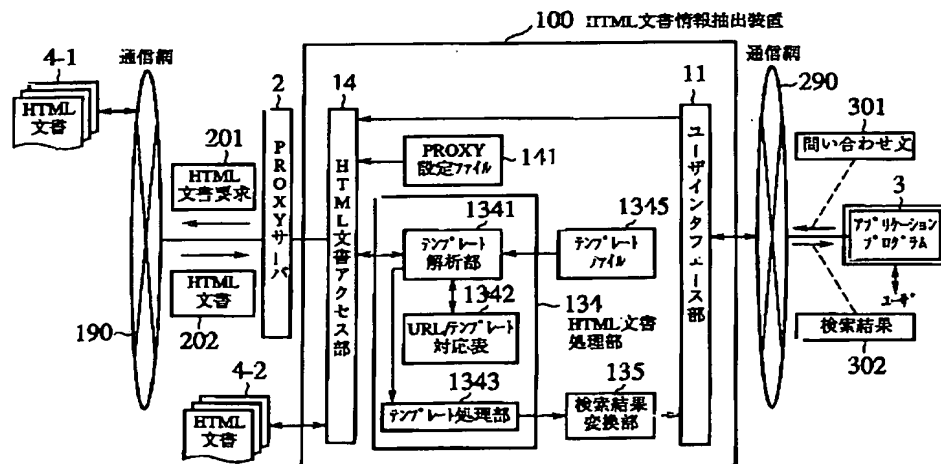 100 HTML文書情報抽出装置
4-1
通信網
HTML
文書
2
PROXYサーバ
14
HTML文書アクセス部
11
ユーザインタフェース部
通信網
290
301
問い合わせ文
201
HTML
文書要求
PROXY
設定ファイル
141
1341
テンプレート
解析部
1345
テンプレート
ファイル
3
アプリケーション
プログラム
ユーザ
HTML
文書
202
190
1342
URL/テンプレート
対応表
134
HTML文書
処理部
検索結果
302
4-2
HTML
文書
1343
テンプレート処理部
135
検索結果
変換部